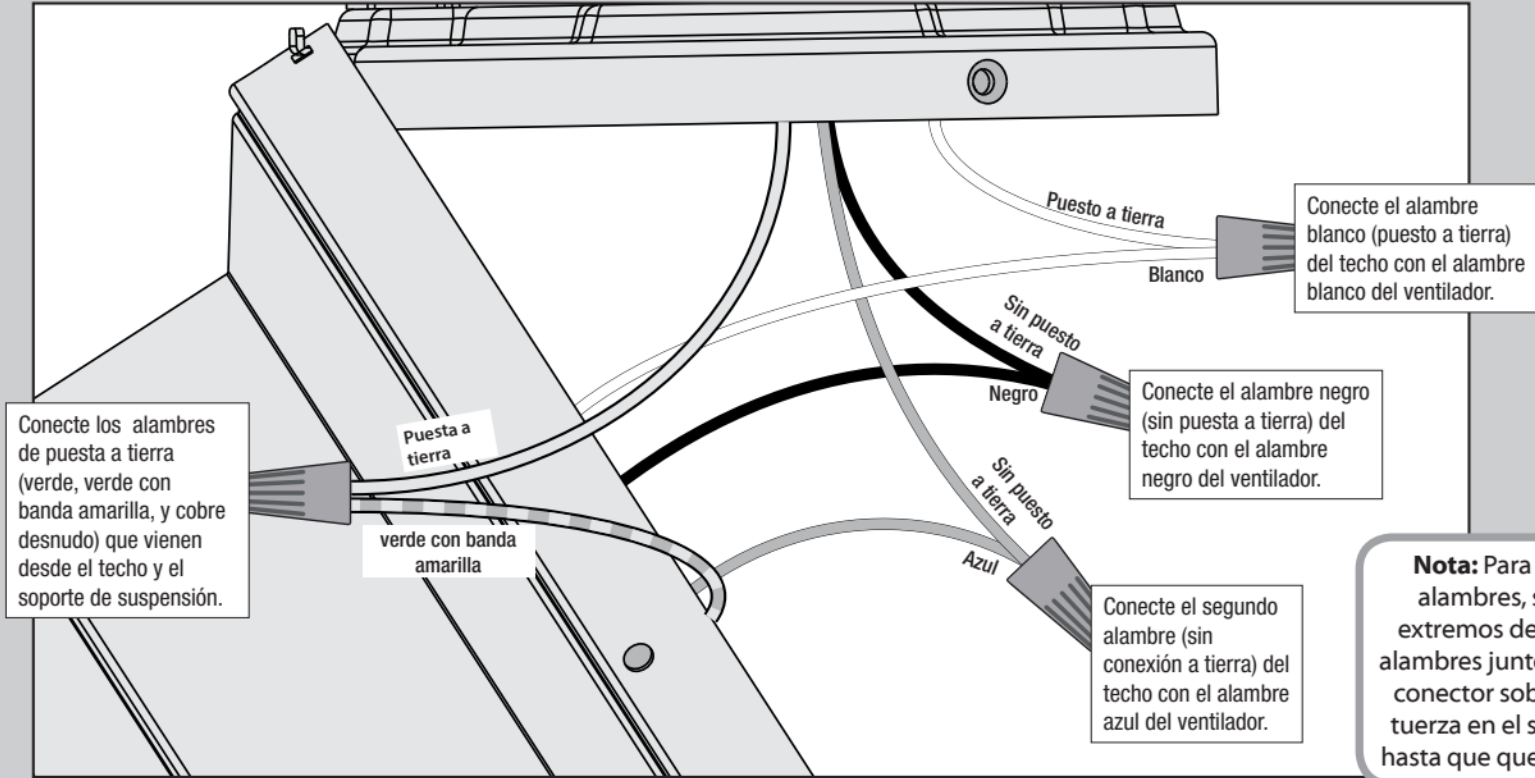 Puesto a tierra
Blanco
Conecte el alambre
blanco (puesto a tierra)
del techo con el alambre
blanco del ventilador.
Sin puesto
a tierra
Negro
Conecte el alambre negro
(sin puesta a tierra) del
techo con el alambre
negro del ventilador.
Conecte los alambres
de puesta a tierra
(verde, verde con
banda amarilla, y cobre
desnudo) que vienen
desde el techo y el
soporte de suspensión.
Puesta a
tierra
verde con banda
amarilla
Sin puesto
a tierra
Azul
Conecte el segundo
alambre (sin
conexión a tierra) del
techo con el alambre
azul del ventilador.
Nota: Para
alambres, s
extremos de
alambres junt
conector sob
tuerza en el s
hasta que que